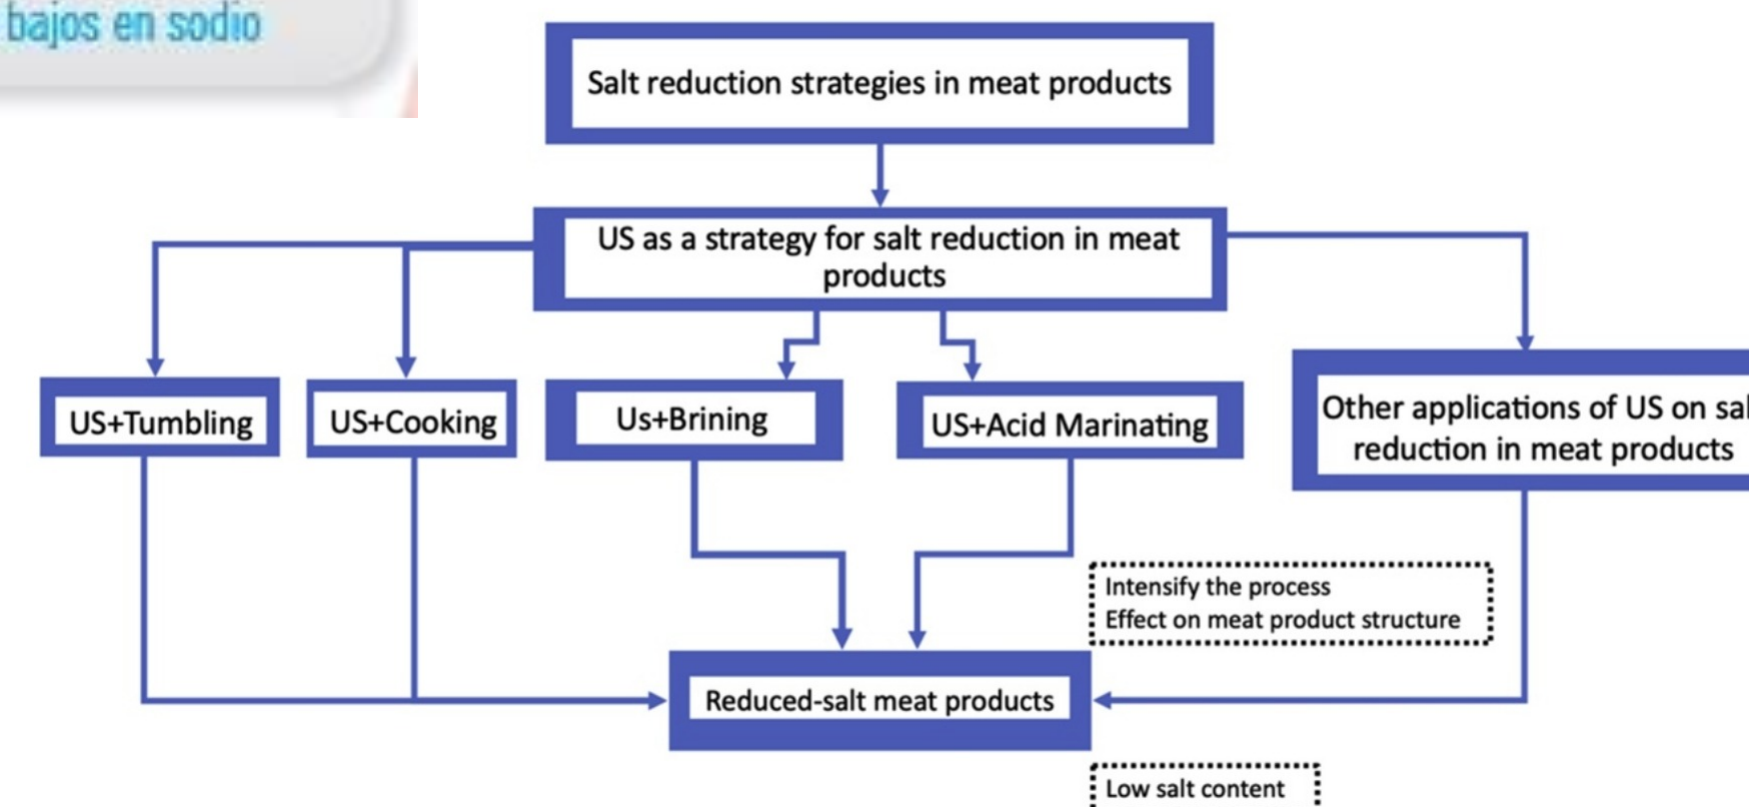 bajos en sodio
Salt reduction strategies in meat products
US as a strategy for salt reduction in meat
products
US+Tumbling
US+Cooking
Us+Brining
US+Acid Marinating
Other applications of US on
reduction in meat products
Intensify the process
Effect on meat product structure
Reduced-salt meat products
Low salt content